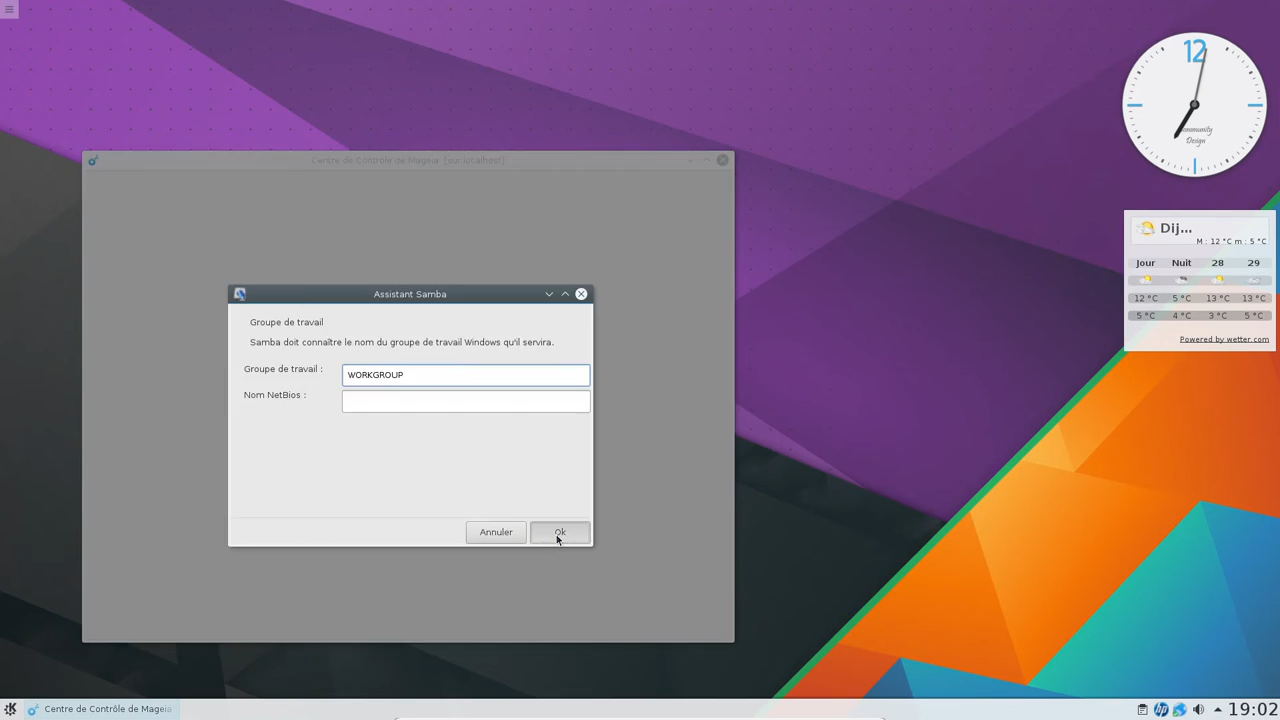 Centre de Contrôle de Mageia [sur localhost]
12
Community
Design
Dij...
M : 12 °C m : 5 °C
Jour Nuit 28 29
12 °C 5 °C 13 °C 13 °C
5 °C 4 °C 3 °C 5 °C
Powered by wetter.com
Assistant Samba
Groupe de travail
Samba doit connaître le nom du groupe de travail Windows qu'il servira.
Groupe de travail : WORKGROUP
Nom NetBios :
Annuler Ok
Centre de Contrôle de Mageia
hp
19:02